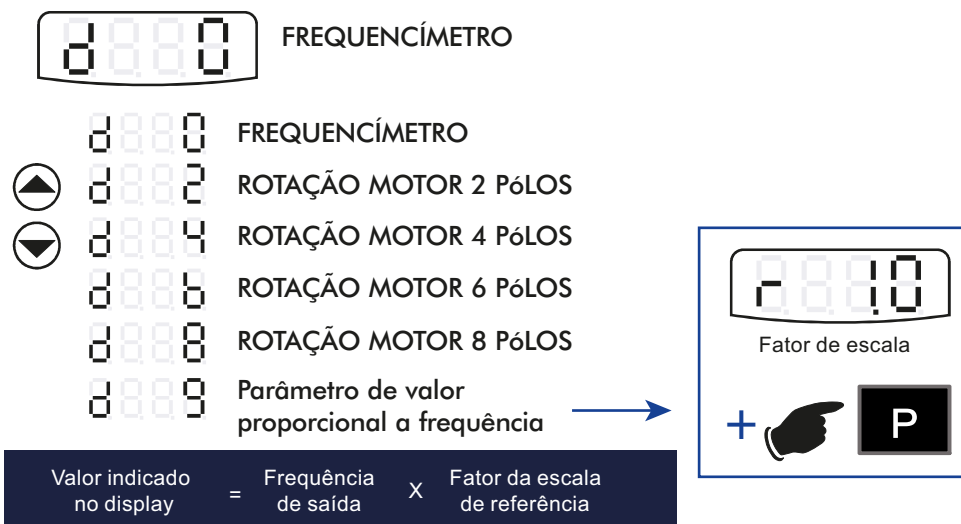 d 0 FREQUENCÍMETRO
d 0 FREQUENCÍMETRO
d 2 ROTAÇÃO MOTOR 2 PóLOS
d 4 ROTAÇÃO MOTOR 4 PóLOS
d 6 ROTAÇÃO MOTOR 6 PóLOS
d 8 ROTAÇÃO MOTOR 8 PóLOS
d 9 Parâmetro de valor
proporcional a frequência
r 1.0
Fator de escala
+ P
Valor indicado
no display
=
Frequência
de saída
X
Fator da escala
de referência